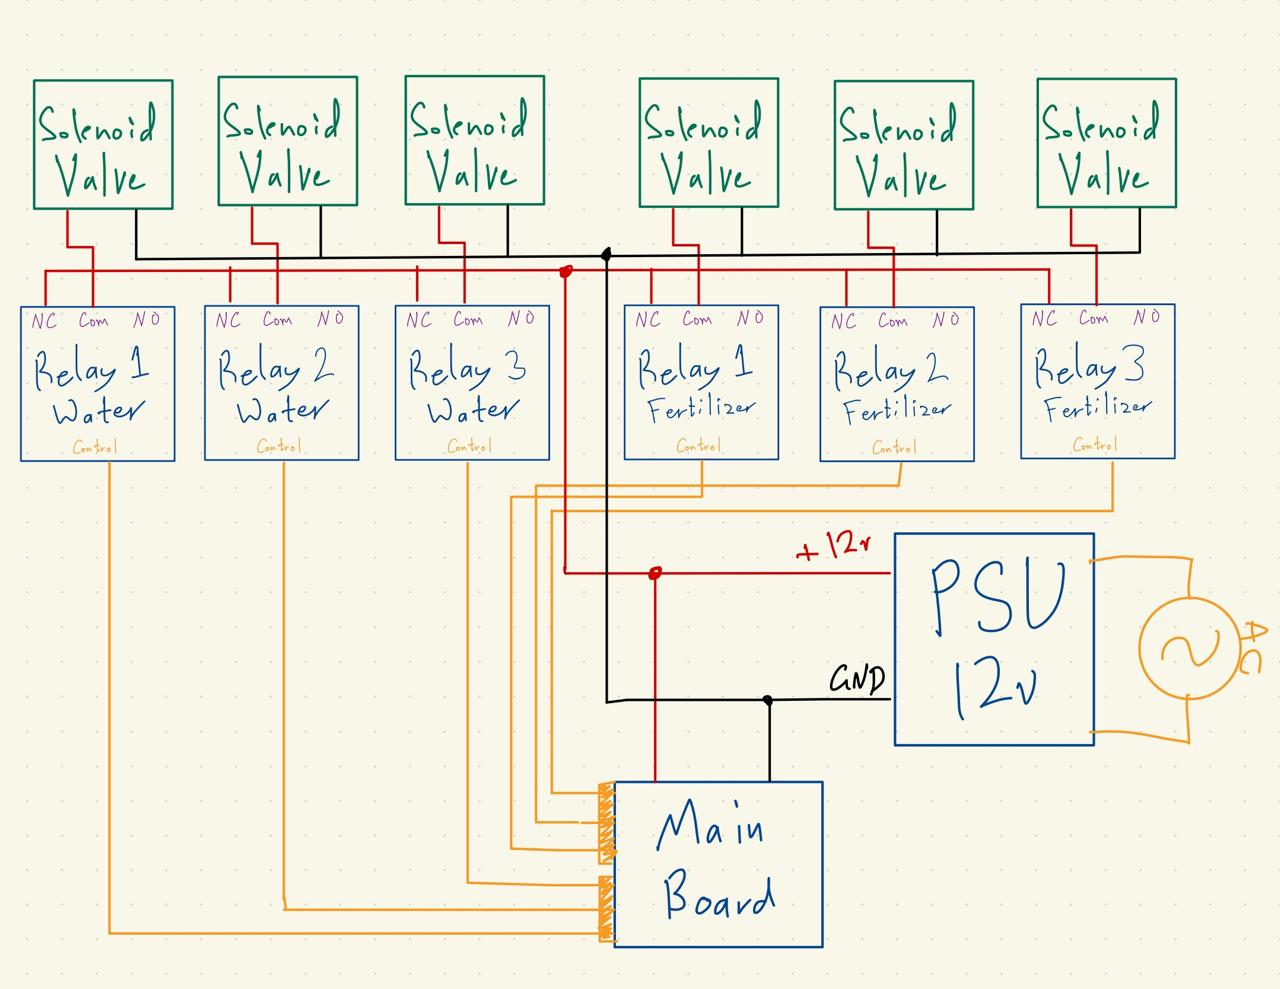 Solenoid Valve
Solenoid Valve
Solenoid Valve
Solenoid Valve
Solenoid Valve
Solenoid Valve
NC Com NO
NC Com NO
NC Com NO
NC Com NO
NC Com NO
NC Com NO
Relay 1
Water
Control
Relay 2
Water
Control
Relay 3
Water
Control
Relay 1
Fertilizer
Control
Relay 2
Fertilizer
Control
Relay 3
Fertilizer
Control
+12v
GND
PSU
12v
AC
Main
Board